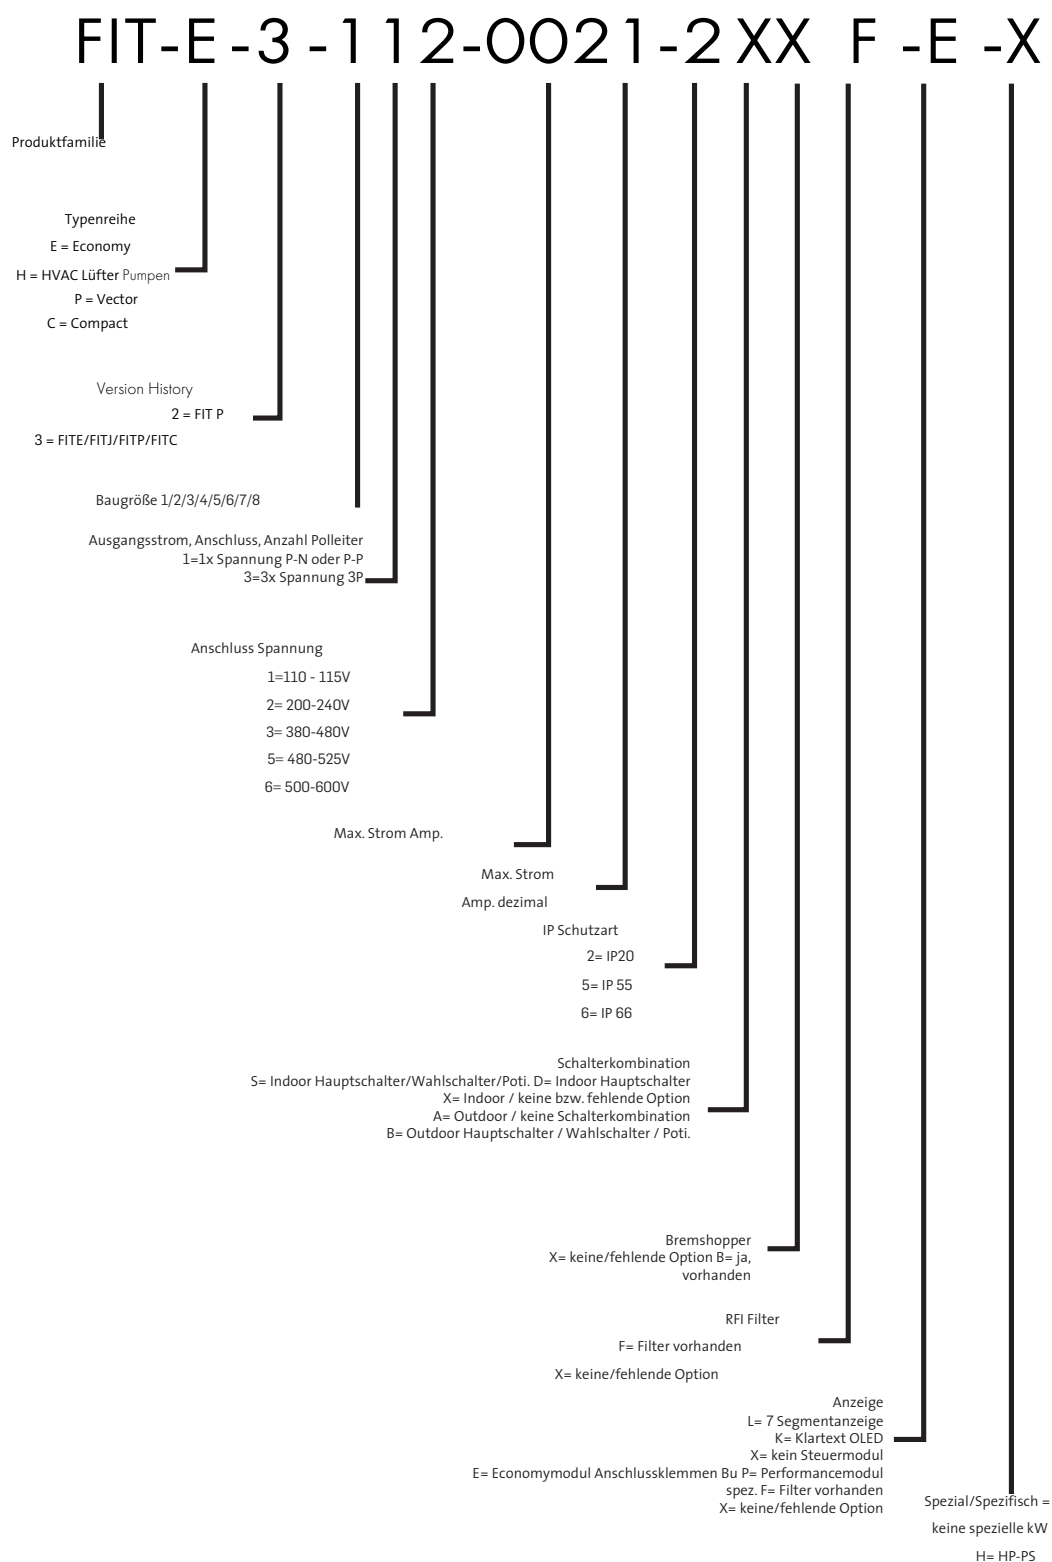 FIT-E-3-112-0021-2XX F-E-X
Produktfamilie
Typenreihe
E = Economy
H = HVAC Lüfter Pumpen
P = Vector
C = Compact
Version History
2 = FIT P
3 = FITE/FITJ/FITP/FITC
Baugröße 1/2/3/4/5/6/7/8
Ausgangsstrom, Anschluss, Anzahl Polleiter
1=1x Spannung P-N oder P-P
3=3x Spannung 3P
Anschluss Spannung
1=110 - 115V
2= 200-240V
3= 380-480V
5= 480-525V
6= 500-600V
Max. Strom Amp.
Max. Strom
Amp. dezimal
IP Schutzart
2= IP20
5= IP 55
6= IP 66
Schalterkombination
S= Indoor Hauptschalter/Wahlschalter/Poti. D= Indoor Hauptschalter
X= Indoor / keine bzw. fehlende Option
A= Outdoor / keine Schalterkombination
B= Outdoor Hauptschalter / Wahlschalter / Poti.
Bremshopper
X= keine/fehlende Option B= ja,
vorhanden
RFI Filter
F= Filter vorhanden
X= keine/fehlende Option
Anzeige
L= 7 Segmentanzeige
K= Klartext OLED
X= kein Steuermodul
E= Economymodul Anschlussklemmen Bu P= Performancemodul
spez. F= Filter vorhanden
X= keine/fehlende Option
Spezial/Spezifisch =
keine spezielle kW
H= HP-PS